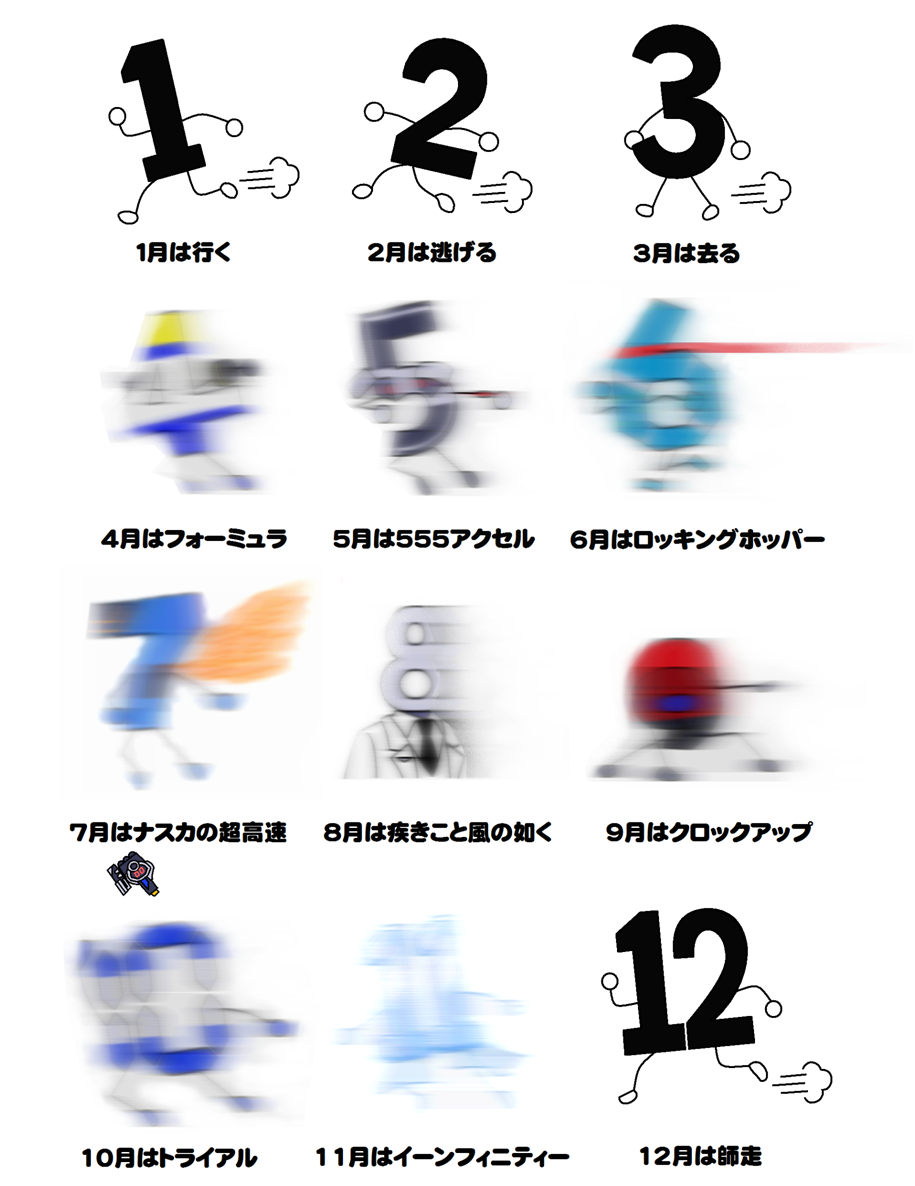 1
2
3
1月は行く
2月は逃げる
3月は去る
4
5
6
4月はフォーミュラ
5月は555アクセル
6月はロッキングホッパー
7
8
9
7月はナスカの超高速
8月は疾きこと風の如く
9月はクロックアップ
10
11
12
10月はトライアル
11月はイーンフィニティー
12月は師走